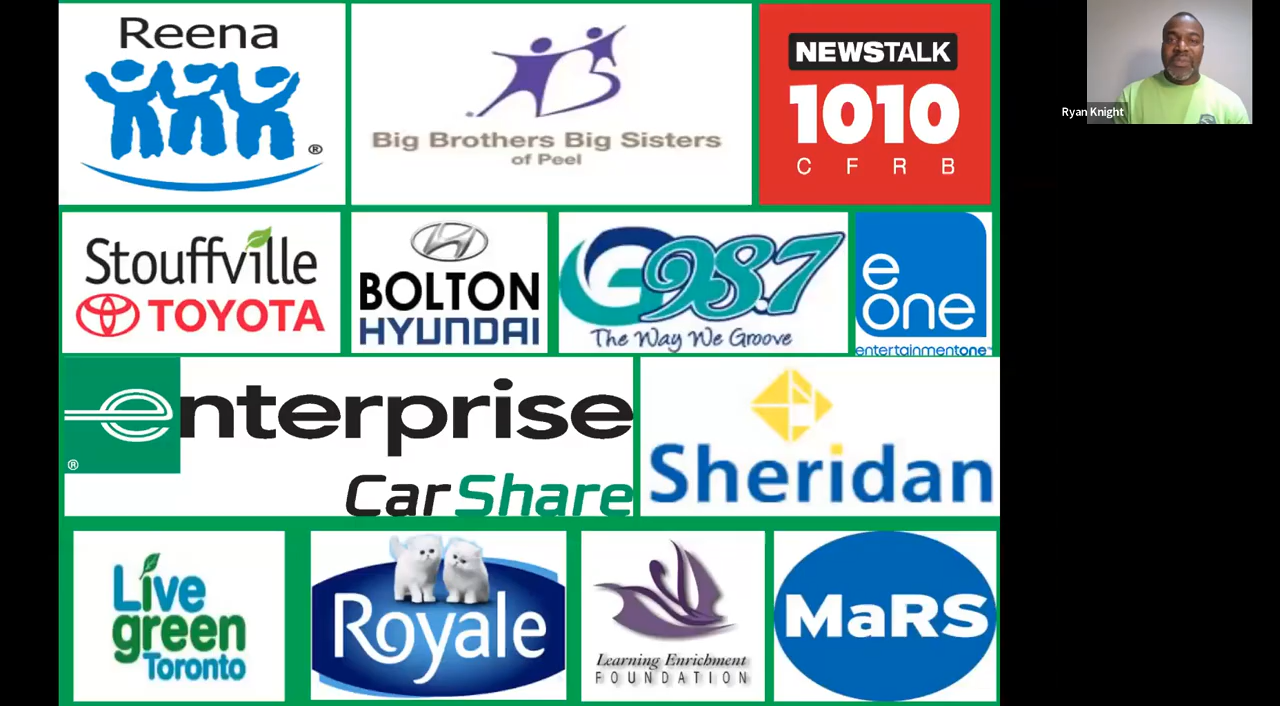 Reena
®
Big Brothers Big Sisters
of Peel
NEWSTALK
1010
C F R B
Ryan Knight
Stouffville
TOYOTA
BOLTON
HYUNDAI
G98.7
The Way We Groove
e
one
entertainmentone™
enterprise
®
CarShare
Sheridan
Live
green
Toronto
Royale
Learning Enrichment
FOUNDATION
MaRS